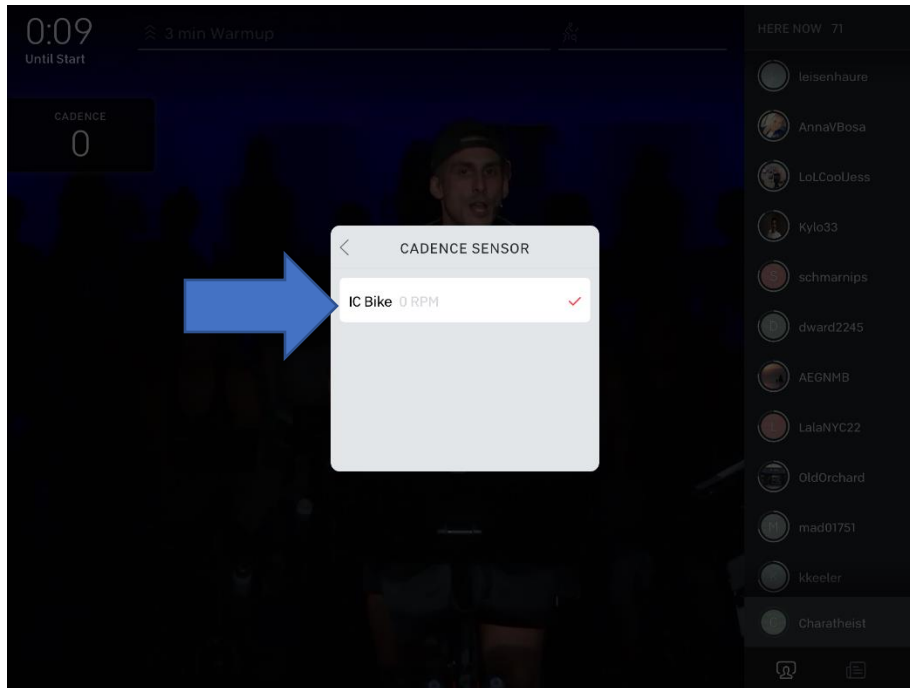 0:09
Until Start
3 min Warmup
CADENCE
0
CADENCE SENSOR
IC Bike 0 RPM
HERE NOW 71
leisenhaure
AnnaVBosa
LoLCoolJess
Kylo33
S schmarnips
D dward2245
AEGNMB
L LalaNYC22
OldOrchard
M mad01751
kkeeler
C Charatheist